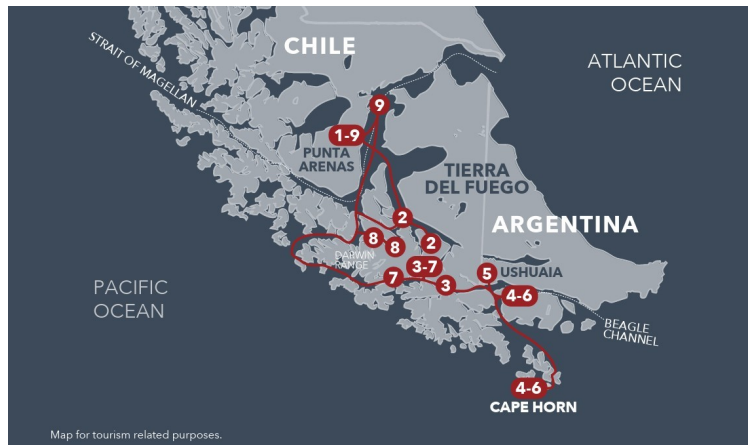 CHILE
ATLANTIC
OCEAN
STRAIT OF MAGELLAN
9
1-9
PUNTA
ARENAS
TIERRA
DEL FUEGO
ARGENTINA
2
8
8
2
DARWIN
RANGE
3-7
7
3
5
USHUAIA
4-6
PACIFIC
OCEAN
BEAGLE
CHANNEL
4-6
CAPE HORN
Map for tourism related purposes.